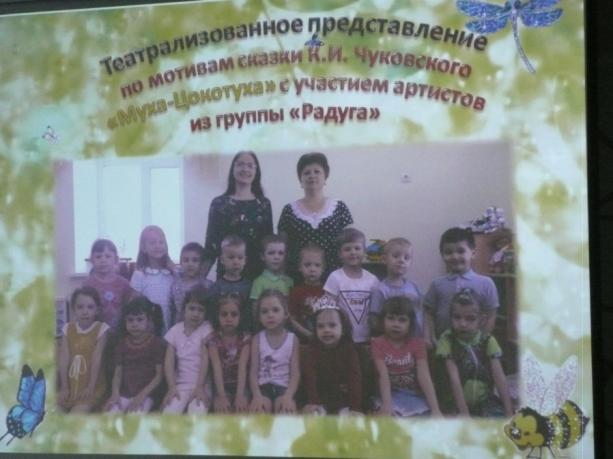 Театрализованное представление
по мотивам сказки К.И. Чуковского
«Муха-Цокотуха» с участием артистов
из группы «Радуга»